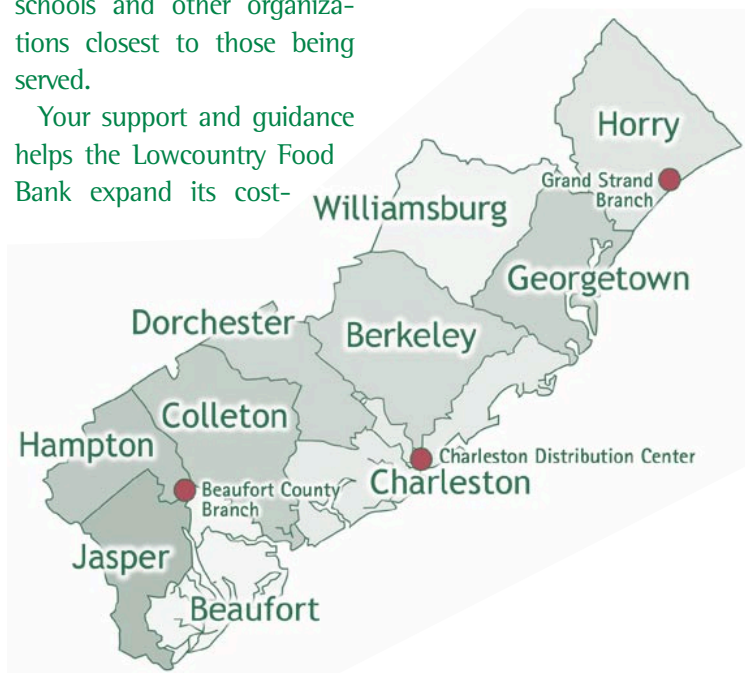 schools and other organiza-
tions closest to those being
served.
Your support and guidance
helps the Lowcountry Food
Bank expand its cost-
Horry
Grand Strand
Branch
Williamsburg
Georgetown
Dorchester
Berkeley
Colleton
Hampton
Charleston Distribution Center
Charleston
Beaufort County
Branch
Jasper
Beaufort